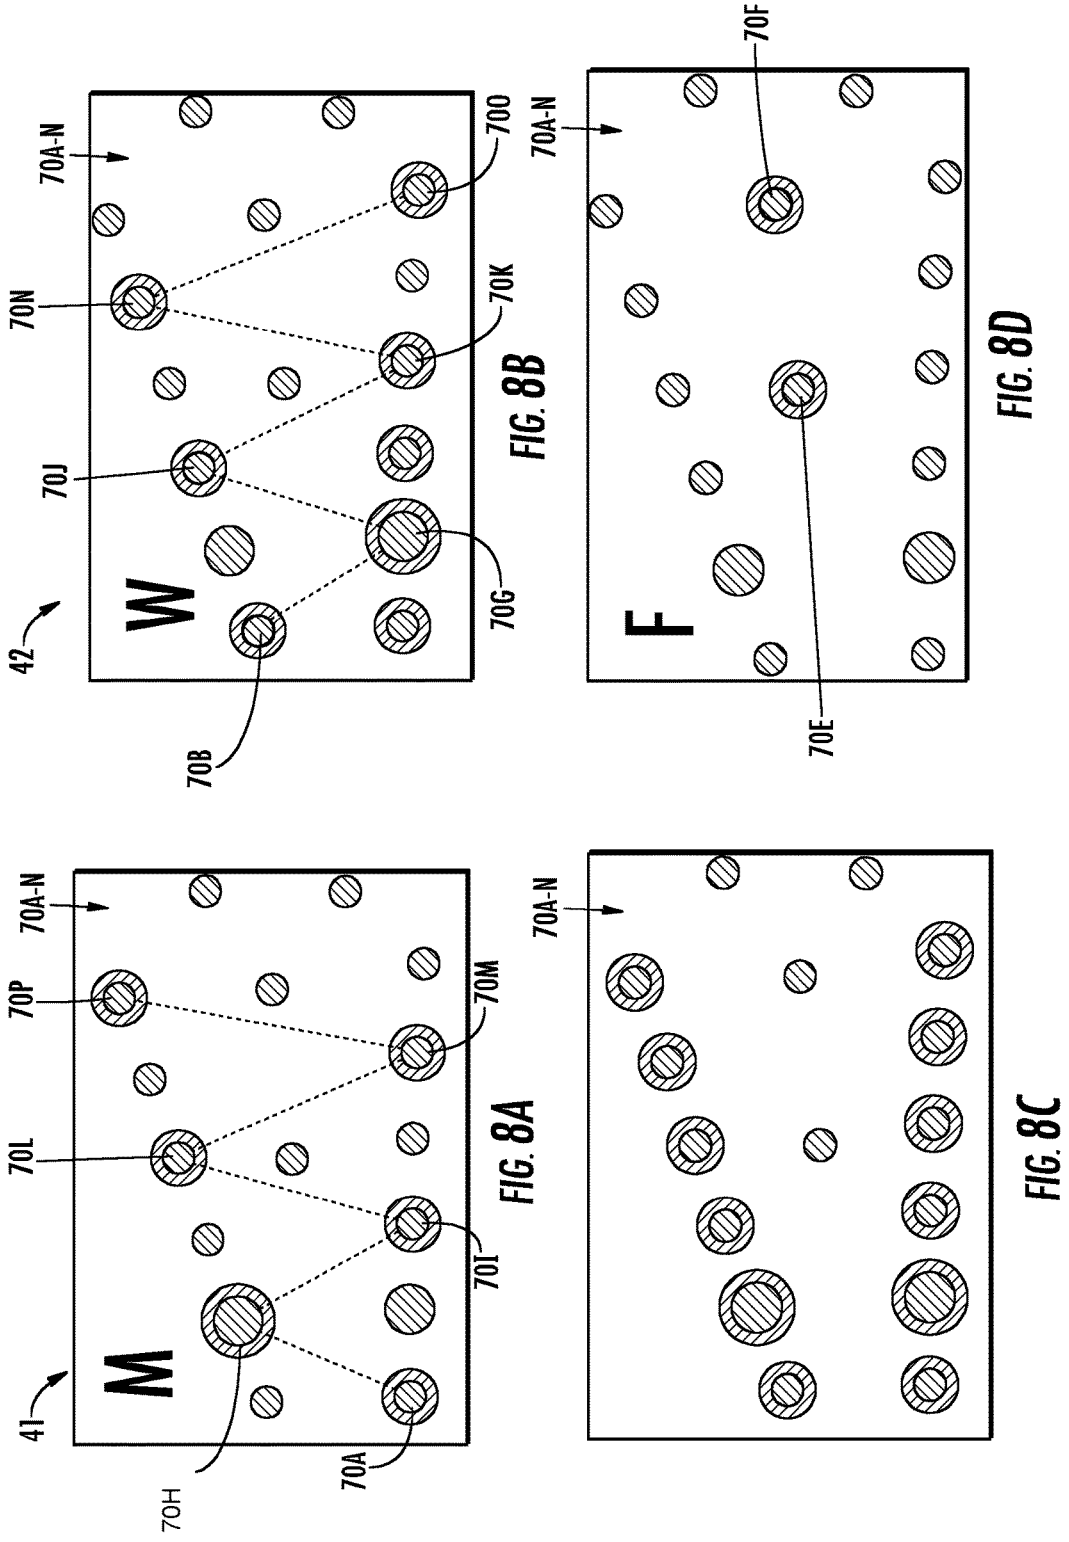 41
M
70A-N
70P
70L
70H
70A
70I
70M
FIG. 8A
42
W
70A-N
70N
70J
70B
70G
70K
70O
FIG. 8B
70A-N
FIG. 8C
F
70A-N
70F
70E
FIG. 8D